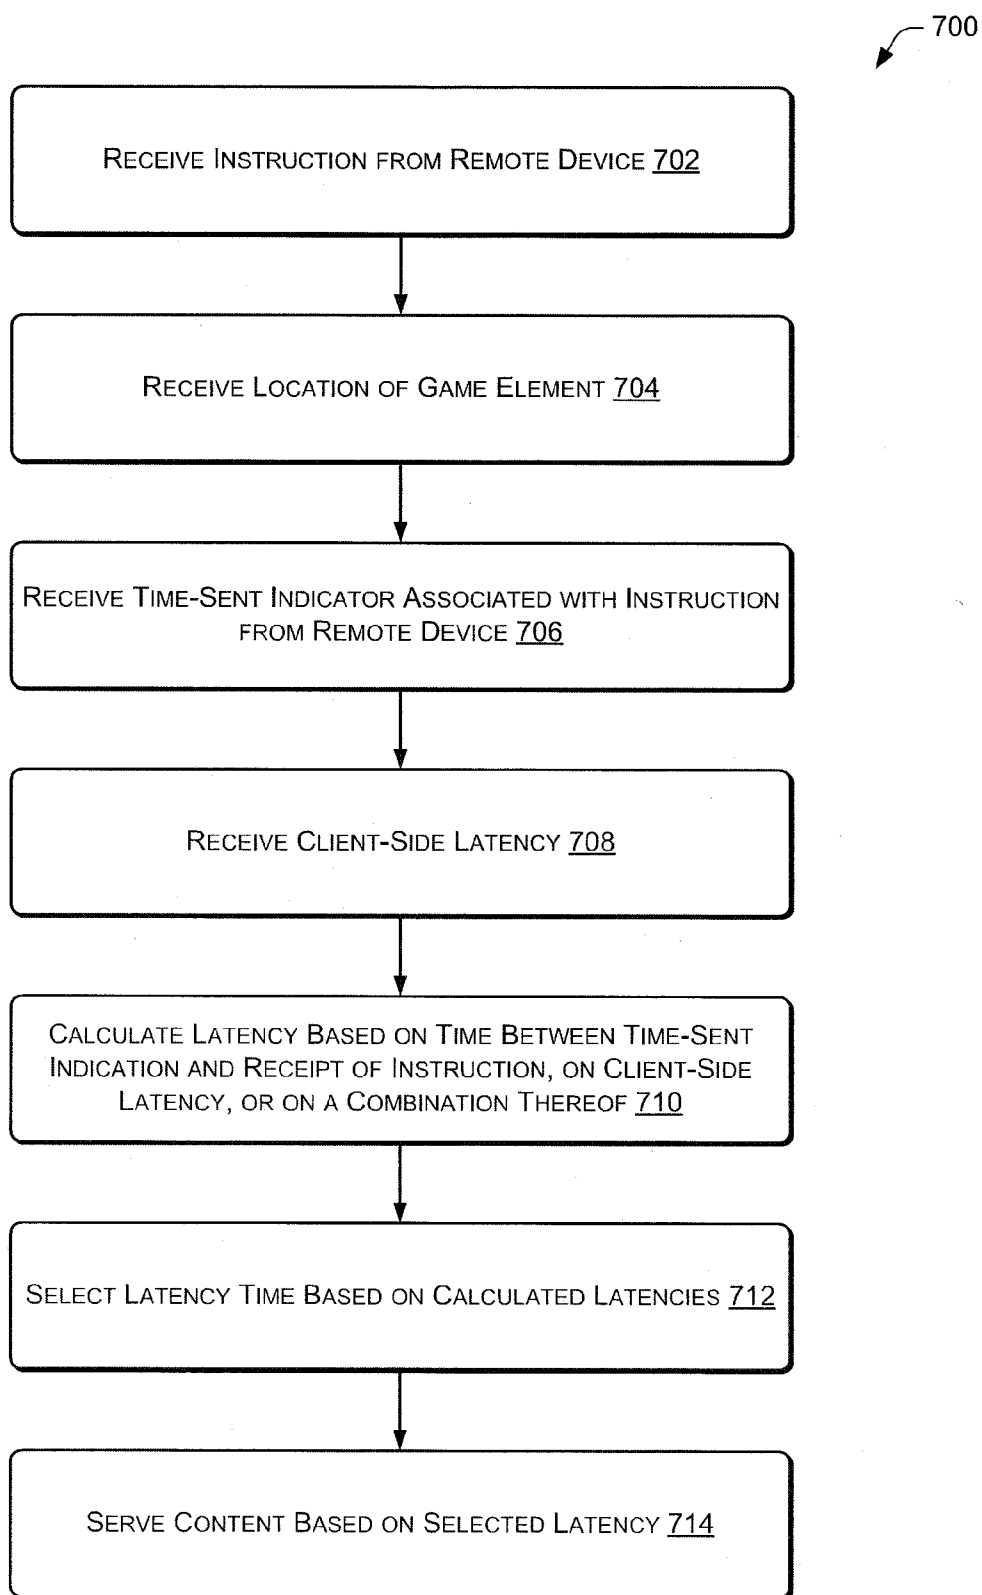 700
RECEIVE INSTRUCTION FROM REMOTE DEVICE 702
RECEIVE LOCATION OF GAME ELEMENT 704
RECEIVE TIME-SENT INDICATOR ASSOCIATED WITH INSTRUCTION
FROM REMOTE DEVICE 706
RECEIVE CLIENT-SIDE LATENCY 708
CALCULATE LATENCY BASED ON TIME BETWEEN TIME-SENT
INDICATION AND RECEIPT OF INSTRUCTION, ON CLIENT-SIDE
LATENCY, OR ON A COMBINATION THEREOF 710
SELECT LATENCY TIME BASED ON CALCULATED LATENCIES 712
SERVE CONTENT BASED ON SELECTED LATENCY 714